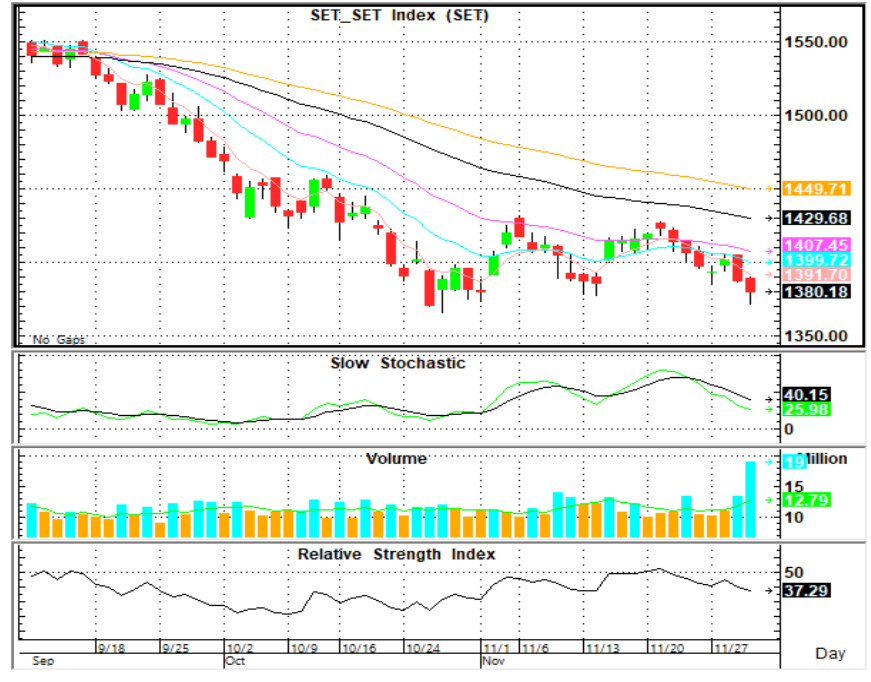 SET_SET Index (SET)
1550.00
1500.00
1449.71
1429.68
1407.45
1399.72
1391.70
1380.18
1350.00
No Gaps
Slow Stochastic
40.15
25.98
0
Volume
19 Million
15
12.79
10
Relative Strength Index
50
37.29
9/18 9/25 10/2 10/9 10/16 10/24 11/1 11/6 11/13 11/20 11/27
Sep Oct Nov
Day